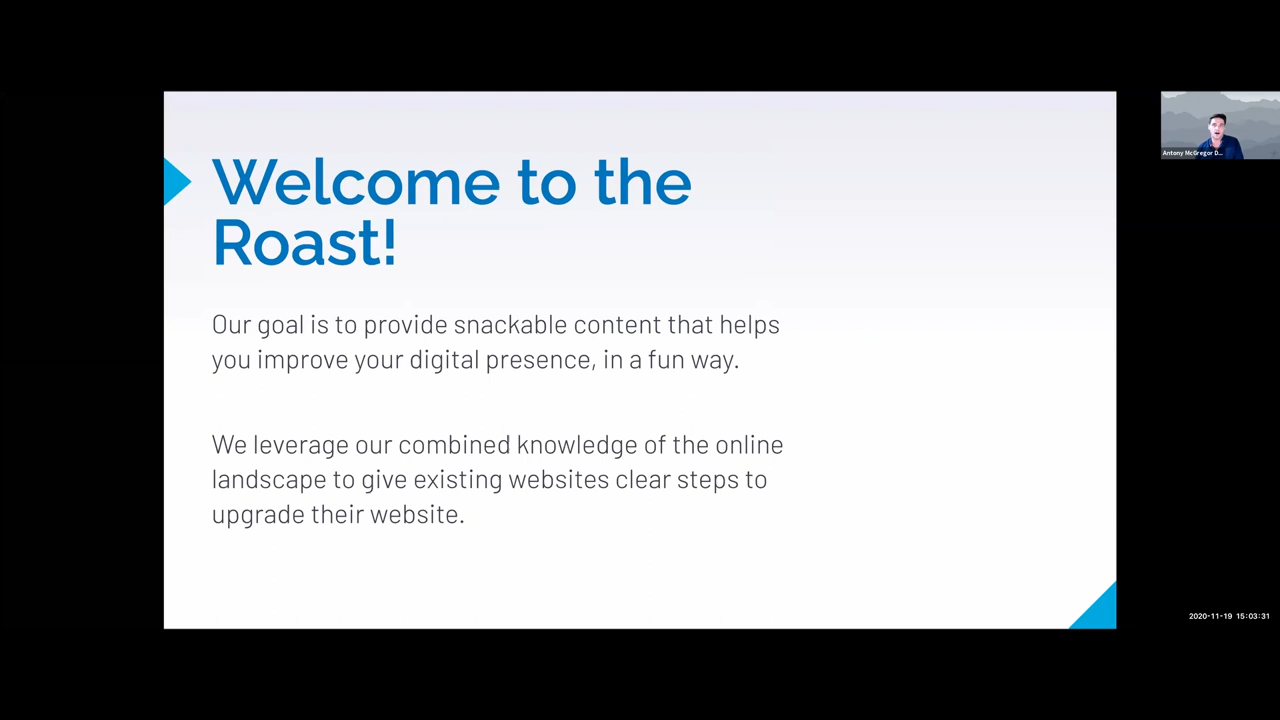 Welcome to the
Roast!
Our goal is to provide snackable content that helps
you improve your digital presence, in a fun way.
We leverage our combined knowledge of the online
landscape to give existing websites clear steps to
upgrade their website.
Antony McGregor D...
2020-11-19 15:03:31